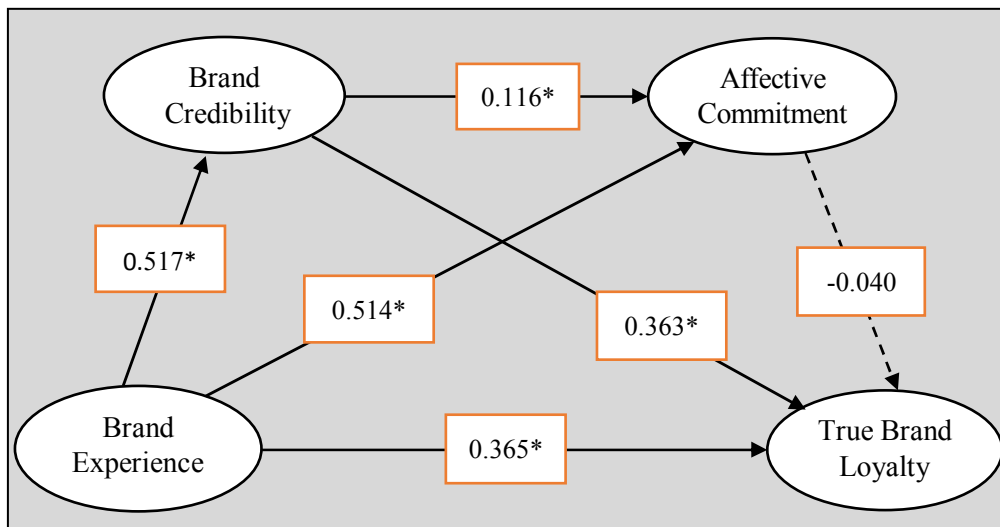 Brand
Credibility
0.116*
Affective
Commitment
0.517*
0.514*
0.363*
-0.040
Brand
Experience
0.365*
True Brand
Loyalty